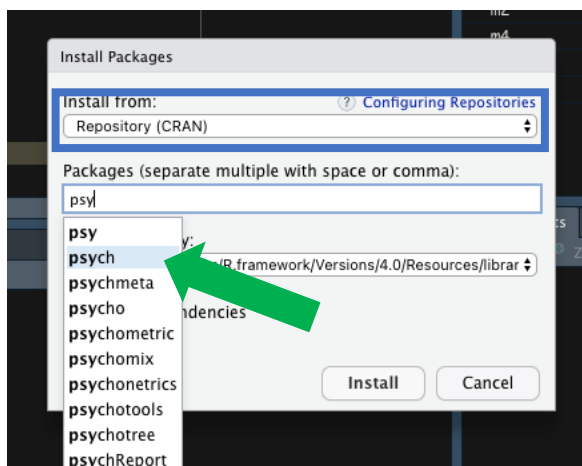 m2
m4
Install Packages
Install from: ? Configuring Repositories
Repository (CRAN)
Packages (separate multiple with space or comma):
psy
psy
y:
psych
/R.framework/Versions/4.0/Resources/librar
psychmeta
psycho
ndencies
psychometric
psychomix
psychonetrics
Install Cancel
psychotools
psychotree
psychReport